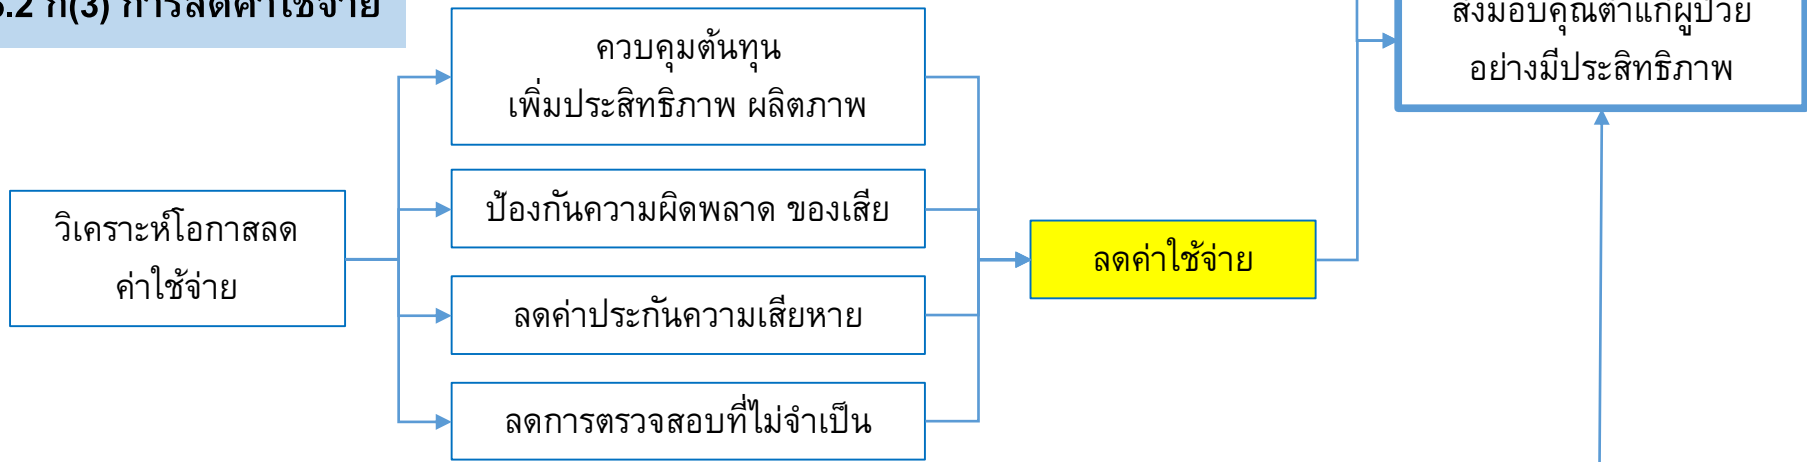 6.2 ก(3) การลดค่าใช้จ่าย
ควบคุมต้นทุน
เพิ่มประสิทธิภาพ ผลิตภาพ
ส่งมอบคุณค่าแก่ผู้ป่วย
อย่างมีประสิทธิภาพ
วิเคราะห์โอกาสลด
ค่าใช้จ่าย
ป้องกันความผิดพลาด ของเสีย
ลดค่าใช้จ่าย
ลดค่าประกันความเสียหาย
ลดการตรวจสอบที่ไม่จำเป็น